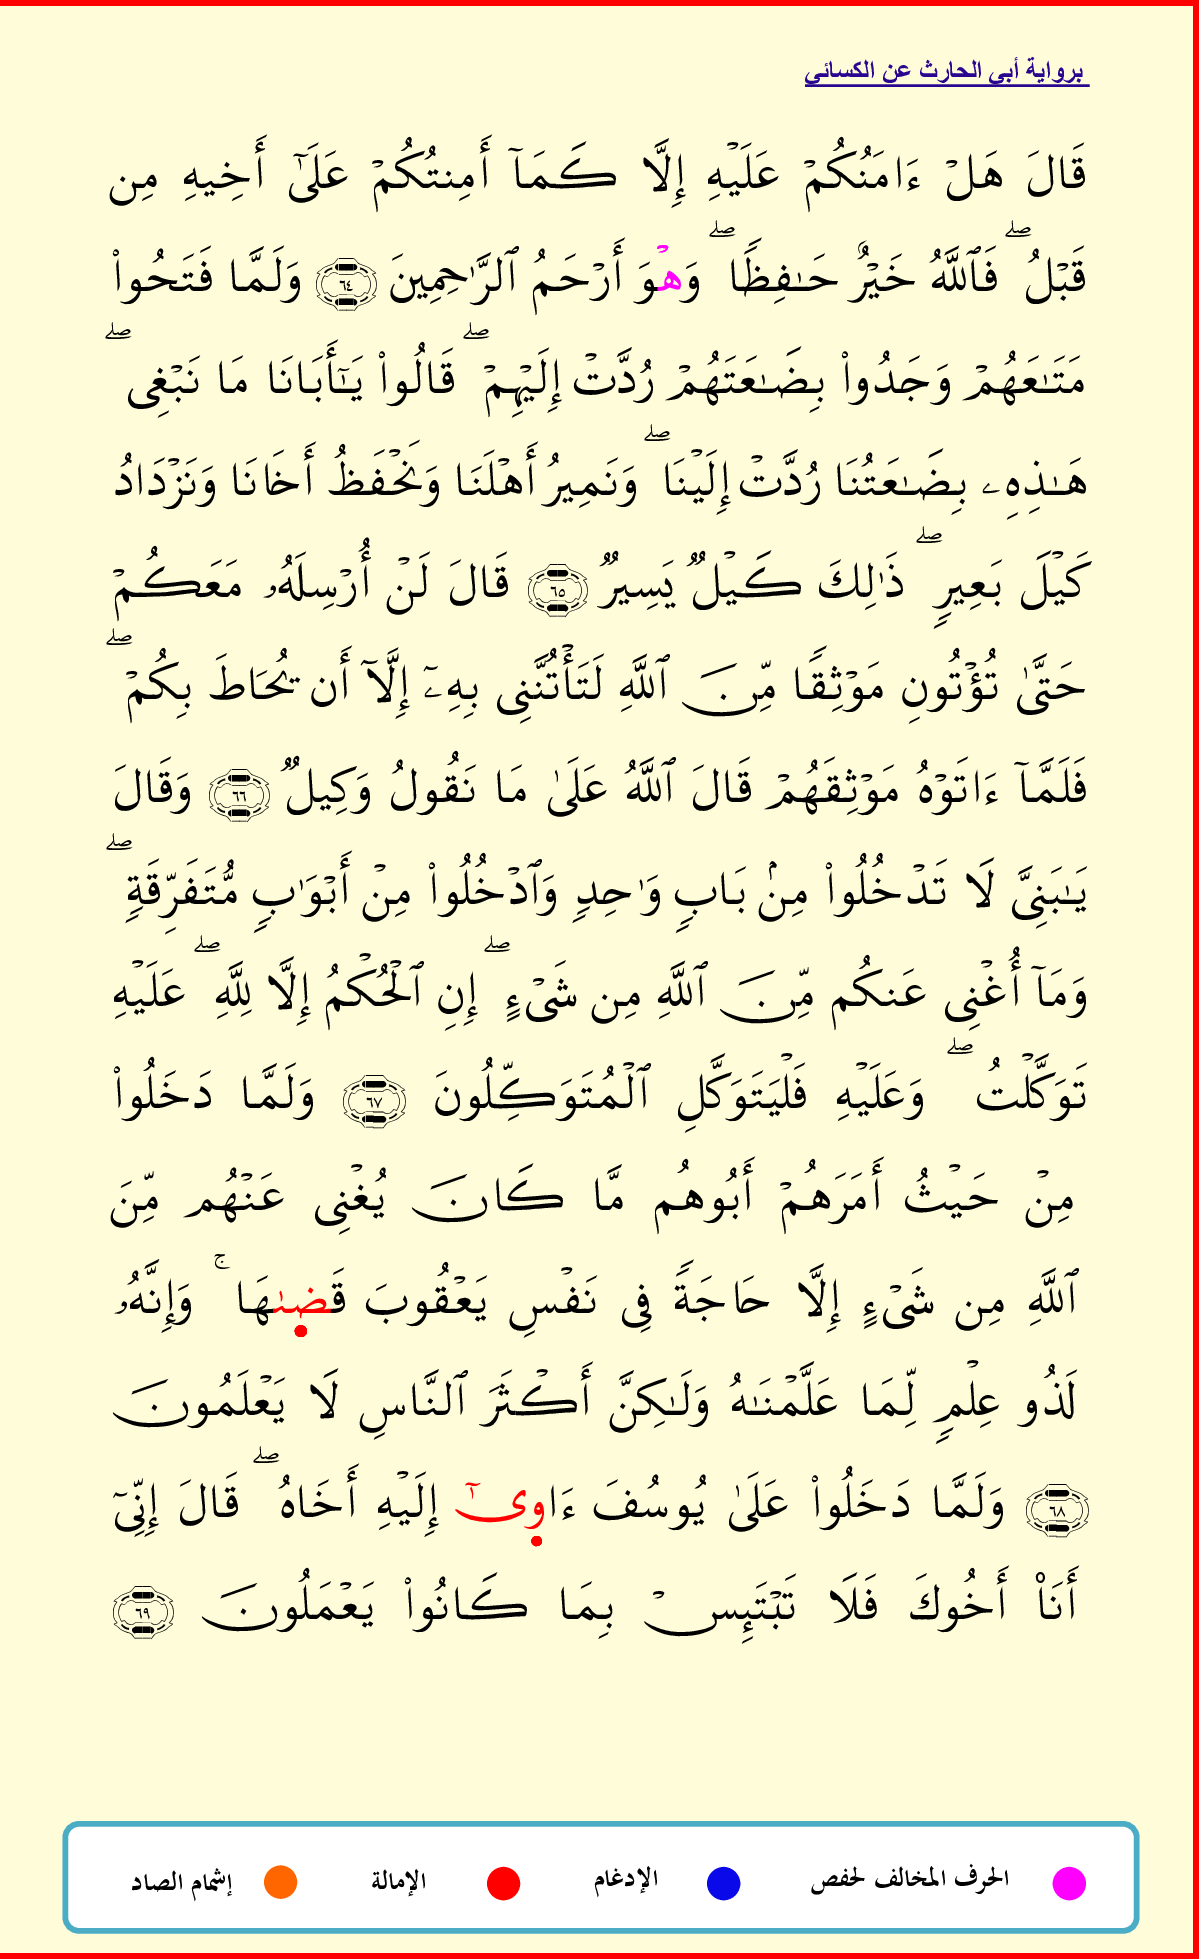 برواية أبي الحارث عن الكسائي
قَالَ هَلۡ ءَامَنُكُمۡ عَلَيۡهِ إِلَّا كَمَآ أَمِنتُكُمۡ عَلَىٰٓ أَخِيهِ مِن
قَبۡلُۖ فَٱللَّهُ خَيۡرٌ حَـٰفِظٗاۖ وَهۡوَ أَرۡحَمُ ٱلرَّٰحِمِينَ ٦٤ وَلَمَّا فَتَحُواْ
مَتَـٰعَهُمۡ وَجَدُواْ بِضَـٰعَتَهُمۡ رُدَّتۡ إِلَيۡهِمۡۖ قَالُواْ يَـٰٓأَبَانَا مَا نَبۡغِىۖ
هَـٰذِهِۦ بِضَـٰعَتُنَا رُدَّتۡ إِلَيۡنَاۖ وَنَمِيرُ أَهۡلَنَا وَنَحۡفَظُ أَخَانَا وَنَزۡدَادُ
كَيۡلَ بَعِيرٖۖ ذَٰلِكَ كَيۡلٞ يَسِيرٞ ٦٥ قَالَ لَنۡ أُرۡسِلَهُۥ مَعَكُمۡ
حَتَّىٰ تُؤۡتُونِ مَوۡثِقٗا مِّنَ ٱللَّهِ لَتَأۡتُنَّنِى بِهِۦٓ إِلَّآ أَن يُحَاطَ بِكُمۡۖ
فَلَمَّآ ءَاتَوۡهُ مَوۡثِقَهُمۡ قَالَ ٱللَّهُ عَلَىٰ مَا نَقُولُ وَكِيلٞ ٦٦ وَقَالَ
يَـٰبَنِىَّ لَا تَدۡخُلُواْ مِنۢ بَابٖ وَٰحِدٖ وَٱدۡخُلُواْ مِنۡ أَبۡوَٰبٖ مُّتَفَرِّقَةٖۖ
وَمَآ أُغۡنِى عَنكُم مِّنَ ٱللَّهِ مِن شَىۡءٍۖ إِنِ ٱلۡحُكۡمُ إِلَّا لِلَّهِۖ عَلَيۡهِ
تَوَكَّلۡتُۖ وَعَلَيۡهِ فَلۡيَتَوَكَّلِ ٱلۡمُتَوَكِّلُونَ ٦٧ وَلَمَّا دَخَلُواْ
مِنۡ حَيۡثُ أَمَرَهُمۡ أَبُوهُم مَّا كَانَ يُغۡنِى عَنۡهُم مِّنَ
ٱللَّهِ مِن شَىۡءٍ إِلَّا حَاجَةٗ فِى نَفۡسِ يَعۡقُوبَ قَضىٰهَاۚ وَإِنَّهُۥ
لَذُو عِلۡمٖ لِّمَا عَلَّمۡنَـٰهُ وَلَـٰكِنَّ أَكۡثَرَ ٱلنَّاسِ لَا يَعۡلَمُونَ
٦٨ وَلَمَّا دَخَلُواْ عَلَىٰ يُوسُفَ ءَاوىٰٓ إِلَيۡهِ أَخَاهُۖ قَالَ إِنِّىٓ
أَنَا۠ أَخُوكَ فَلَا تَبۡتَئِسۡ بِمَا كَانُواْ يَعۡمَلُونَ ٦٩
الحرف المخالف لحفص الإدغام الإمالة إشمام الصاد